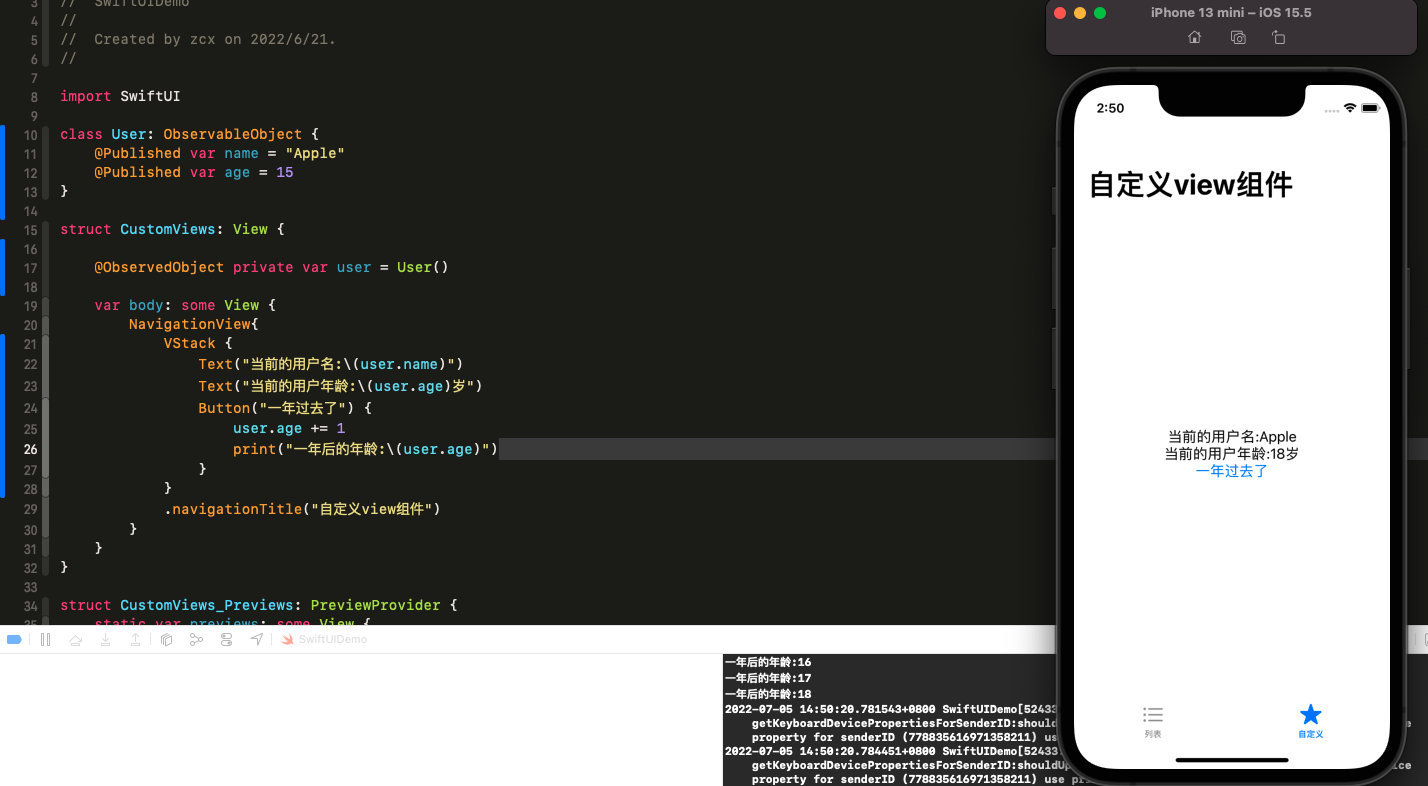 3 //  SwiftUIDemo
4 //
5 //  Created by zcx on 2022/6/21.
6 //
7
8 import SwiftUI
9
10 class User: ObservableObject {
11     @Published var name = "Apple"
12     @Published var age = 15
13 }
14
15 struct CustomViews: View {
16
17     @ObservedObject private var user = User()
18
19     var body: some View {
20         NavigationView{
21             VStack {
22                 Text("当前的用户名:\(user.name)")
23                 Text("当前的用户年龄:\(user.age)岁")
24                 Button("一年过去了") {
25                     user.age += 1
26                     print("一年后的年龄:\(user.age)")
27                 }
28             }
29             .navigationTitle("自定义view组件")
30         }
31     }
32 }
33
34 struct CustomViews_Previews: PreviewProvider {
35     static var previews: some View {
SwiftUIDemo
一年后的年龄:16
一年后的年龄:17
一年后的年龄:18
2022-07-05 14:50:20.781543+0800 SwiftUIDemo[52433
getKeyboardDevicePropertiesForSenderID:should
property for senderID (778835616971358211) us
2022-07-05 14:50:20.784451+0800 SwiftUIDemo[52433
getKeyboardDevicePropertiesForSenderID:shouldUp
property for senderID (778835616971358211) use pri
iPhone 13 mini – iOS 15.5
2:50
自定义view组件
当前的用户名:Apple
当前的用户年龄:18岁
一年过去了
列表
自定义